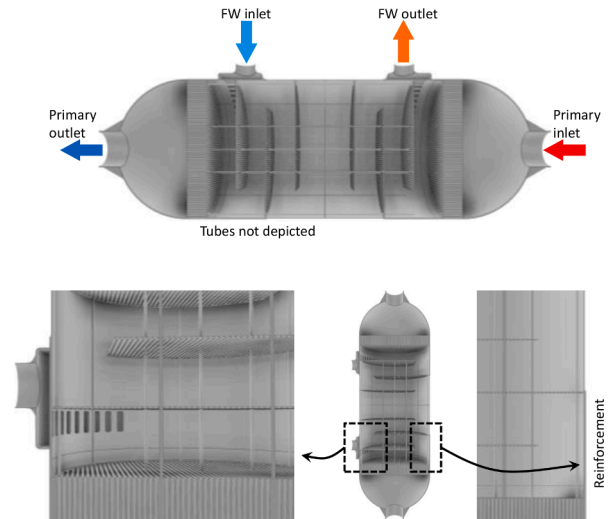 FW inlet
FW outlet
Primary
outlet
Primary
inlet
Tubes not depicted
Reinforcement